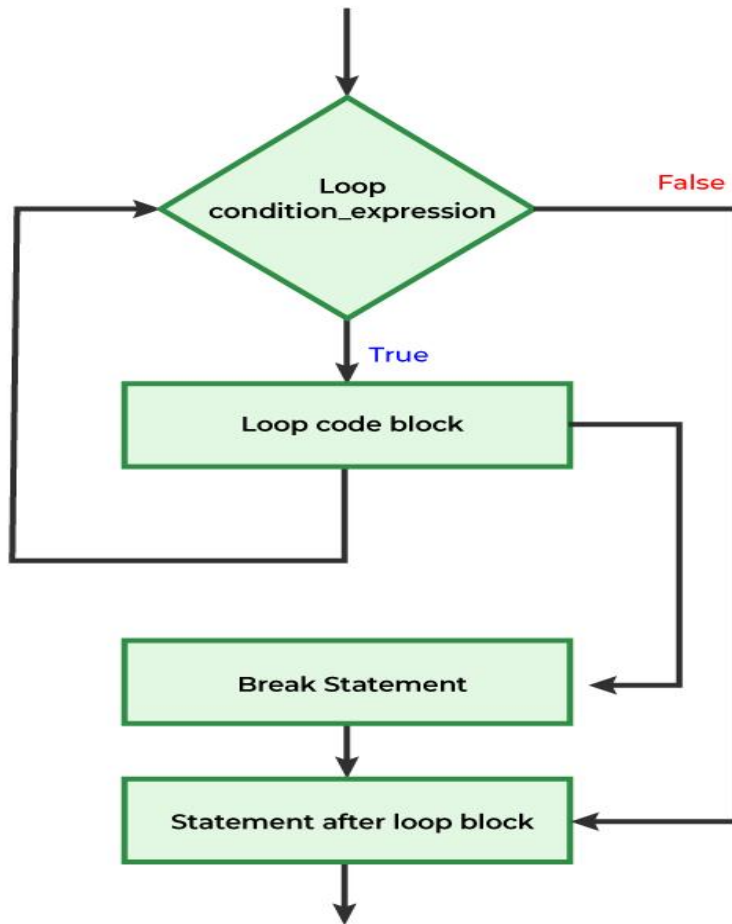 Loop
condition_expression
False
True
Loop code block
Break Statement
Statement after loop block